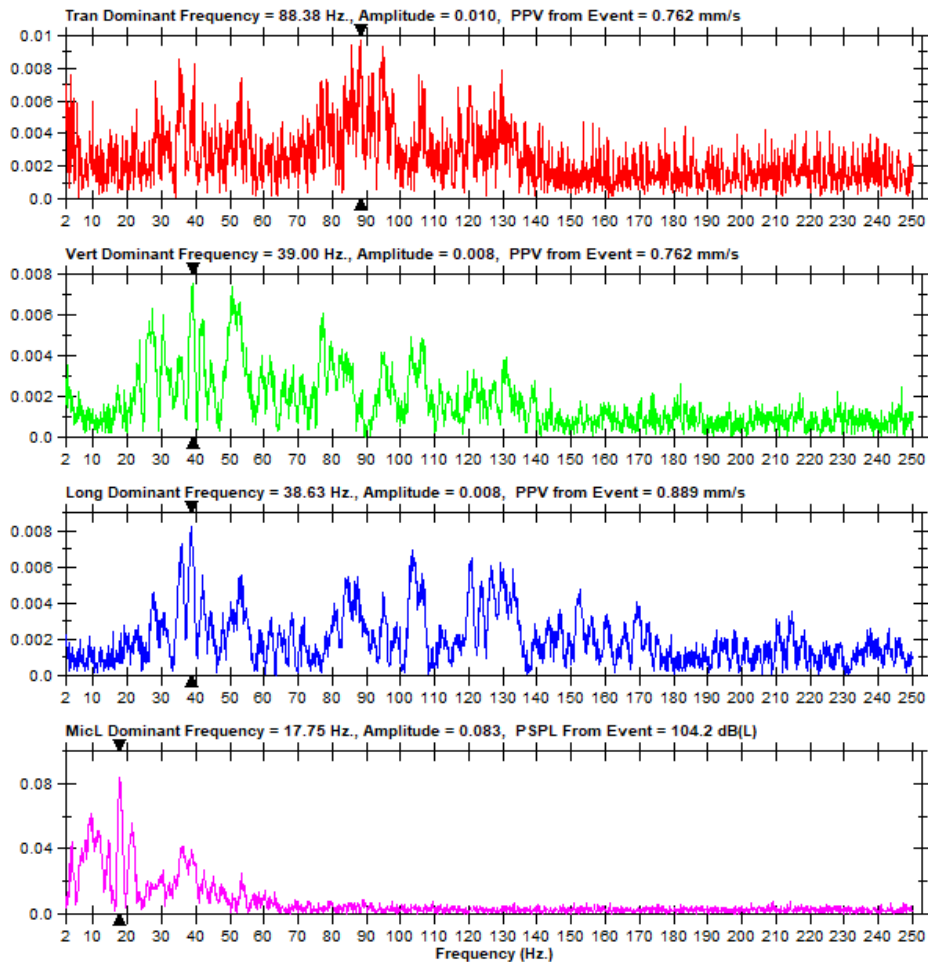 Tran Dominant Frequency = 88.38 Hz., Amplitude = 0.010, PPV from Event = 0.762 mm/s
0.01
0.008
0.006
0.004
0.002
0.0
2 10 20 30 40 50 60 70 80 90 100 110 120 130 140 150 160 170 180 190 200 210 220 230 240 250
Vert Dominant Frequency = 39.00 Hz., Amplitude = 0.008, PPV from Event = 0.762 mm/s
0.008
0.006
0.004
0.002
0.0
2 10 20 30 40 50 60 70 80 90 100 110 120 130 140 150 160 170 180 190 200 210 220 230 240 250
Long Dominant Frequency = 38.63 Hz., Amplitude = 0.008, PPV from Event = 0.889 mm/s
0.008
0.006
0.004
0.002
0.0
2 10 20 30 40 50 60 70 80 90 100 110 120 130 140 150 160 170 180 190 200 210 220 230 240 250
MicL Dominant Frequency = 17.75 Hz., Amplitude = 0.083, PSPL From Event = 104.2 dB(L)
0.08
0.04
0.0
2 10 20 30 40 50 60 70 80 90 100 110 120 130 140 150 160 170 180 190 200 210 220 230 240 250
Frequency (Hz.)